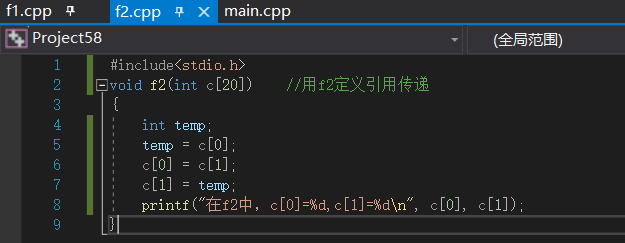 f1.cpp f2.cpp main.cpp
Project58 (全局范围)
1 #include<stdio.h>
2 void f2(int c[20]) //用f2定义引用传递
3 {
4 int temp;
5 temp = c[0];
6 c[0] = c[1];
7 c[1] = temp;
8 printf("在f2中，c[0]=%d,c[1]=%d\n", c[0], c[1]);
9 }